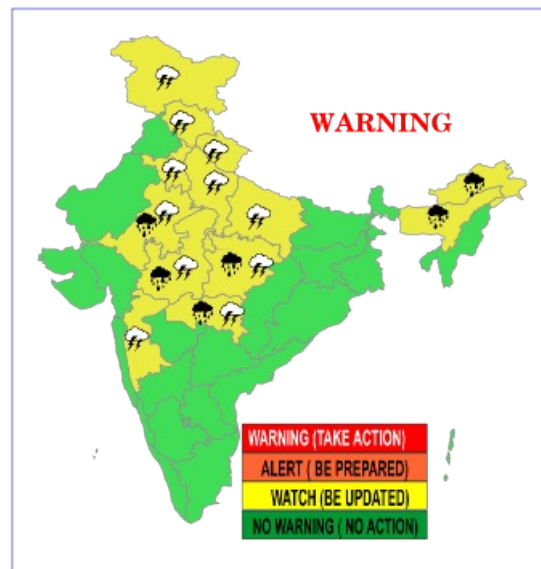 WARNING
WARNING (TAKE ACTION)
ALERT ( BE PREPARED)
WATCH (BE UPDATED)
NO WARNING ( NO ACTION)